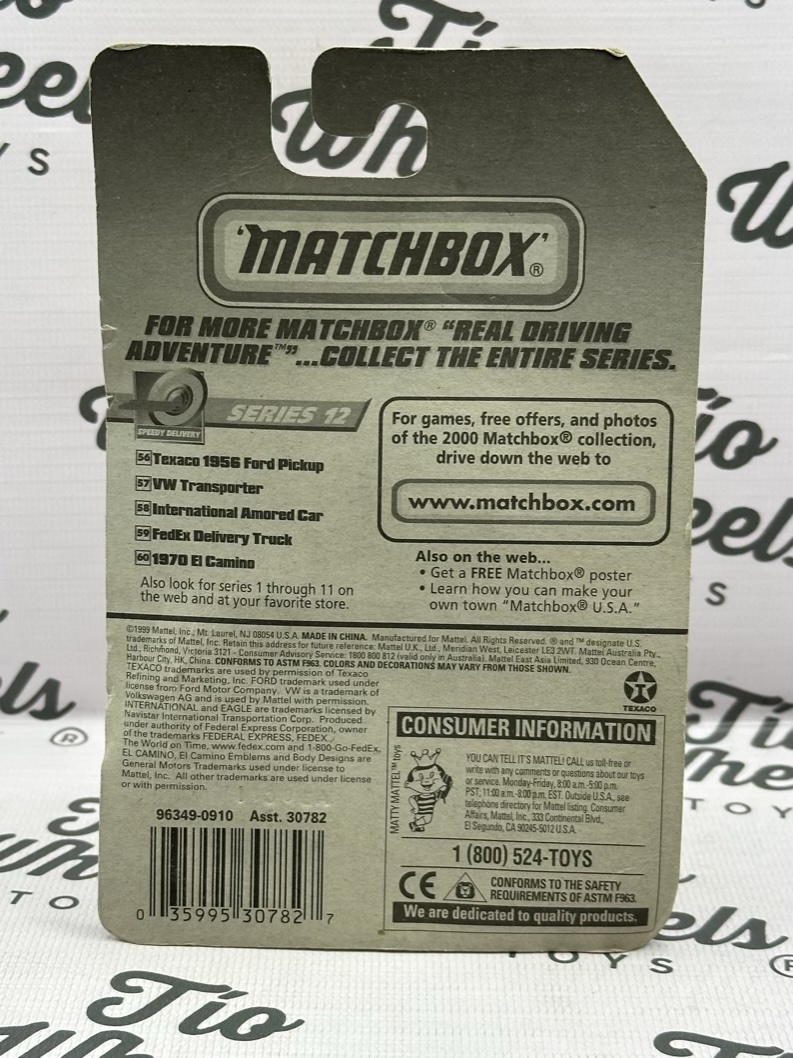 'MATCHBOX'®
FOR MORE MATCHBOX® "REAL DRIVING
ADVENTURE™"...COLLECT THE ENTIRE SERIES.
SPEEDY DELIVERY
SERIES 12
56 Texaco 1956 Ford Pickup
57 VW Transporter
58 International Amored Car
59 FedEx Delivery Truck
60 1970 El Camino
Also look for series 1 through 11 on
the web and at your favorite store.
For games, free offers, and photos
of the 2000 Matchbox® collection,
drive down the web to
www.matchbox.com
Also on the web...
• Get a FREE Matchbox® poster
• Learn how you can make your
own town "Matchbox® U.S.A."
©1999 Mattel, Inc., Mt. Laurel, NJ 08054 U.S.A. MADE IN CHINA. Manufactured for Mattel. All Rights Reserved. ® and ™ designate U.S.
trademarks of Mattel, Inc. Retain this address for future reference: Mattel U.K., Ltd., Meridian West, Leicester LE3 2WT. Mattel Australia Pty.,
Ltd., Richmond, Victoria 3121 - Consumer Advisory Service: 1800 800 812 (valid only in Australia). Mattel East Asia Limited, 930 Ocean Centre,
Harbour City, HK, China. CONFORMS TO ASTM F963. COLORS AND DECORATIONS MAY VARY FROM THOSE SHOWN.
TEXACO trademarks are used by permission of Texaco
Refining and Marketing, Inc. FORD trademark used under
license from Ford Motor Company. VW is a trademark of
Volkswagen AG and is used by Mattel with permission.
INTERNATIONAL and EAGLE are trademarks licensed by
Navistar International Transportation Corp. Produced
under authority of Federal Express Corporation, owner
of the trademarks FEDERAL EXPRESS, FEDEX,
The World on Time, www.fedex.com and 1-800-Go-FedEx.
EL CAMINO, El Camino Emblems and Body Designs are
General Motors Trademarks used under license to
Mattel, Inc. All other trademarks are used under license
or with permission.
T
TEXACO
CONSUMER INFORMATION
MATTY MATTEL™ toys
YOU CAN TELL IT'S MATTEL! CALL us toll-free or
write with any comments or questions about our toys
or service. Monday-Friday, 8:00 a.m.-5:00 p.m.
PST; 11:00 a.m.-8:00 p.m. EST. Outside U.S.A., see
telephone directory for Mattel listing. Consumer
Affairs, Mattel, Inc., 333 Continental Blvd.,
El Segundo, CA 90245-5012 U.S.A.
1 (800) 524-TOYS
CE
CONFORMS TO THE SAFETY
REQUIREMENTS OF ASTM F963.
We are dedicated to quality products.
96349-0910 Asst. 30782
0 35995 30782 7
Tio
Wheels
TOYS